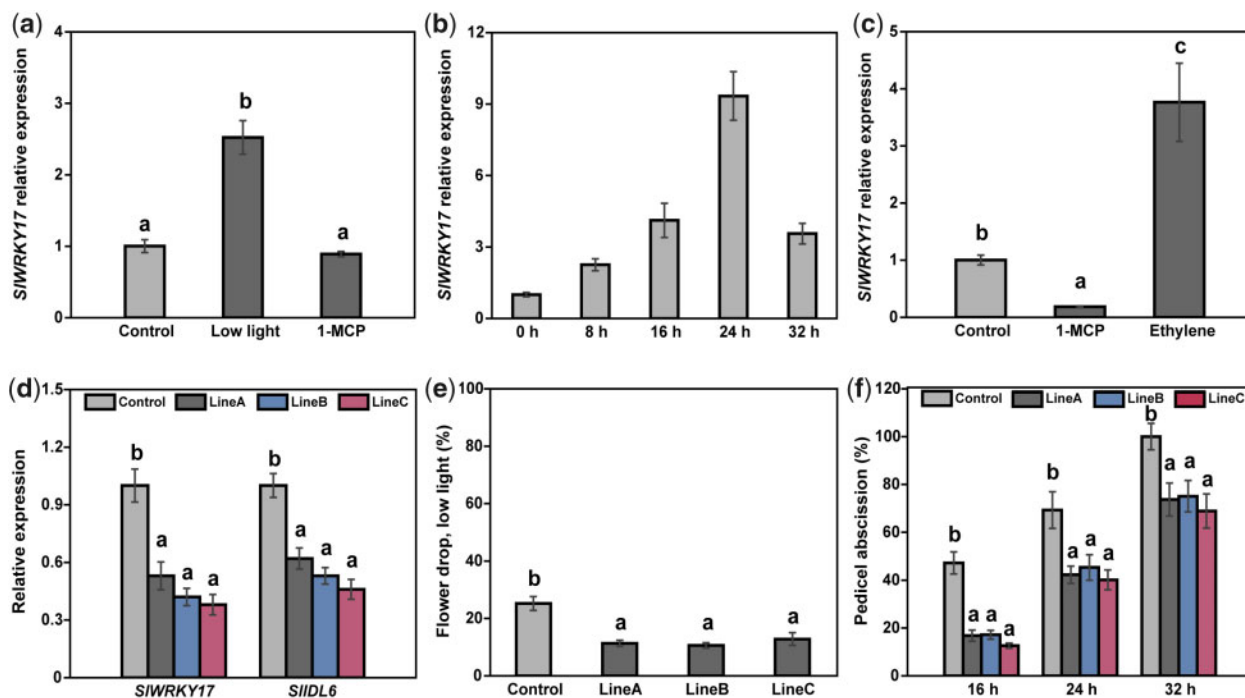 (a)
SlWRKY17 relative expression
4
3
2
1
0
a
b
a
Control Low light 1-MCP
(b)
SlWRKY17 relative expression
12
9
6
3
0
0 h 8 h 16 h 24 h 32 h
(c)
SlWRKY17 relative expression
5
4
3
2
1
0
b
a
c
Control 1-MCP Ethylene
(d)
Relative expression
1.5
1.2
0.9
0.6
0.3
0
Control LineA LineB LineC
b a a a b a a a
SlWRKY17 SlIDL6
(e)
Flower drop, low light (%)
100
80
60
40
20
0
b a a a
Control LineA LineB LineC
(f)
Pedicel abscission (%)
120
100
80
60
40
20
0
Control LineA LineB LineC
b a a a b a a a b a a a
16 h 24 h 32 h